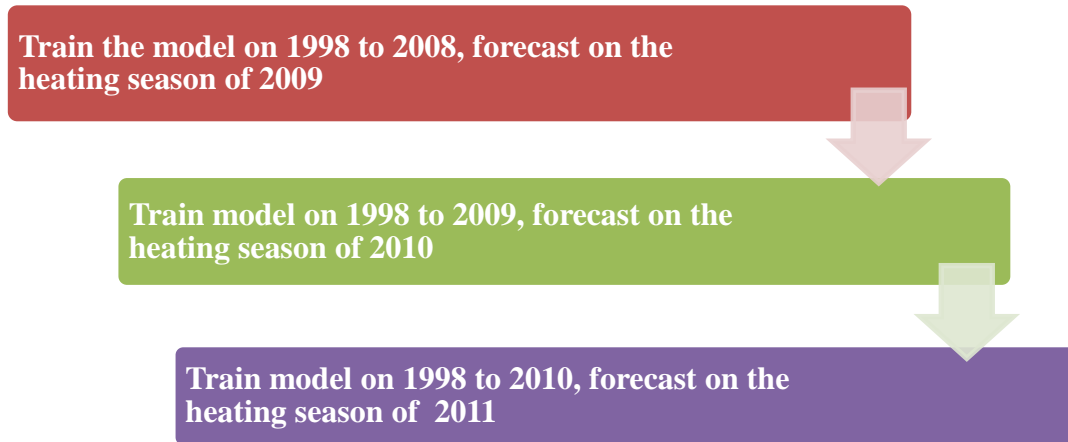 Train the model on 1998 to 2008, forecast on the
heating season of 2009
Train model on 1998 to 2009, forecast on the
heating season of 2010
Train model on 1998 to 2010, forecast on the
heating season of  2011